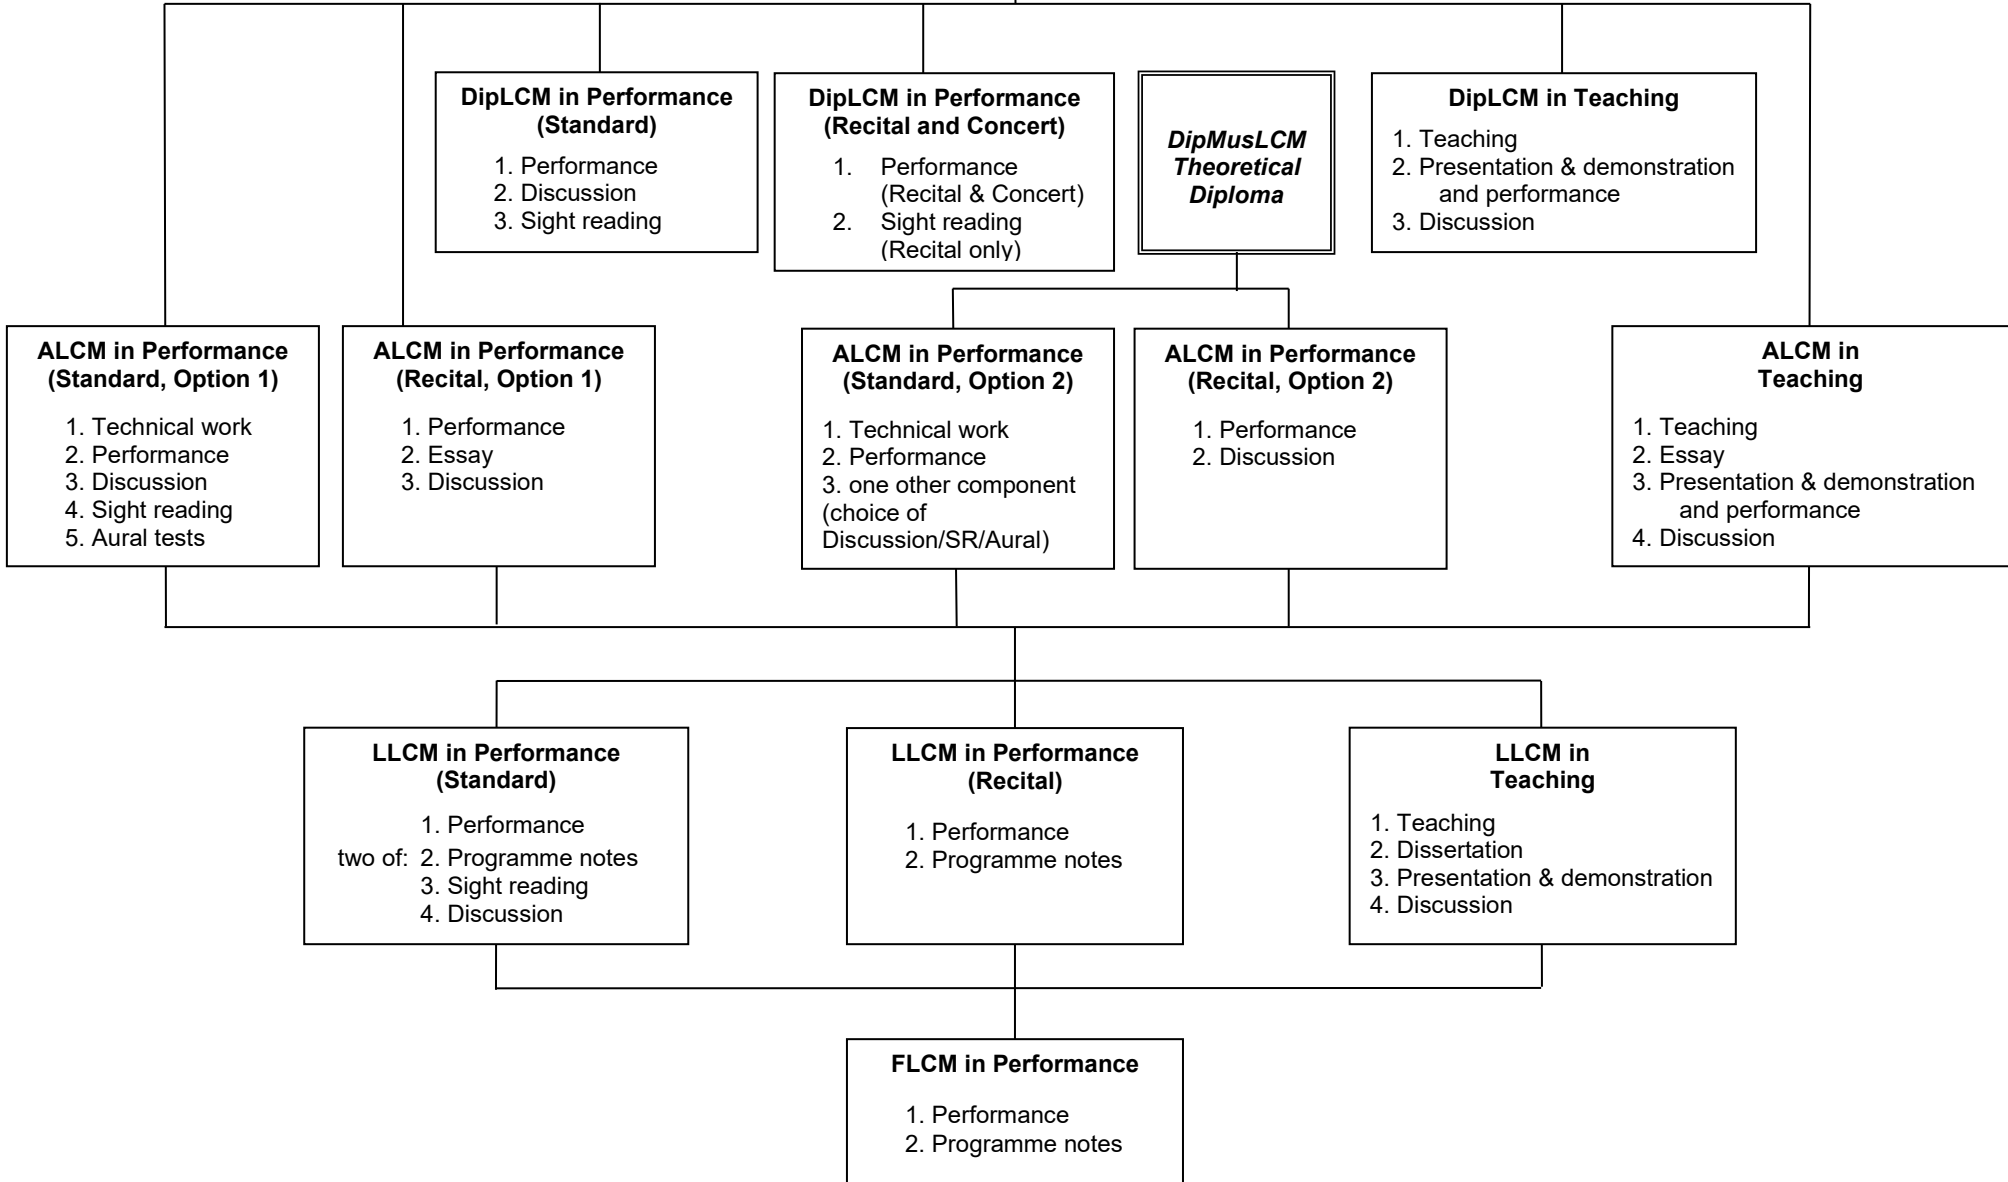 DipLCM in Performance
(Standard)
1. Performance
2. Discussion
3. Sight reading
DipLCM in Performance
(Recital and Concert)
1. Performance
(Recital & Concert)
2. Sight reading
(Recital only)
DipMusLCM
Theoretical
Diploma
DipLCM in Teaching
1. Teaching
2. Presentation & demonstration
and performance
3. Discussion
ALCM in Performance
(Standard, Option 1)
1. Technical work
2. Performance
3. Discussion
4. Sight reading
5. Aural tests
ALCM in Performance
(Recital, Option 1)
1. Performance
2. Essay
3. Discussion
ALCM in Performance
(Standard, Option 2)
1. Technical work
2. Performance
3. one other component
(choice of
Discussion/SR/Aural)
ALCM in Performance
(Recital, Option 2)
1. Performance
2. Discussion
ALCM in
Teaching
1. Teaching
2. Essay
3. Presentation & demonstration
and performance
4. Discussion
LLCM in Performance
(Standard)
1. Performance
two of: 2. Programme notes
3. Sight reading
4. Discussion
LLCM in Performance
(Recital)
1. Performance
2. Programme notes
LLCM in
Teaching
1. Teaching
2. Dissertation
3. Presentation & demonstration
4. Discussion
FLCM in Performance
1. Performance
2. Programme notes